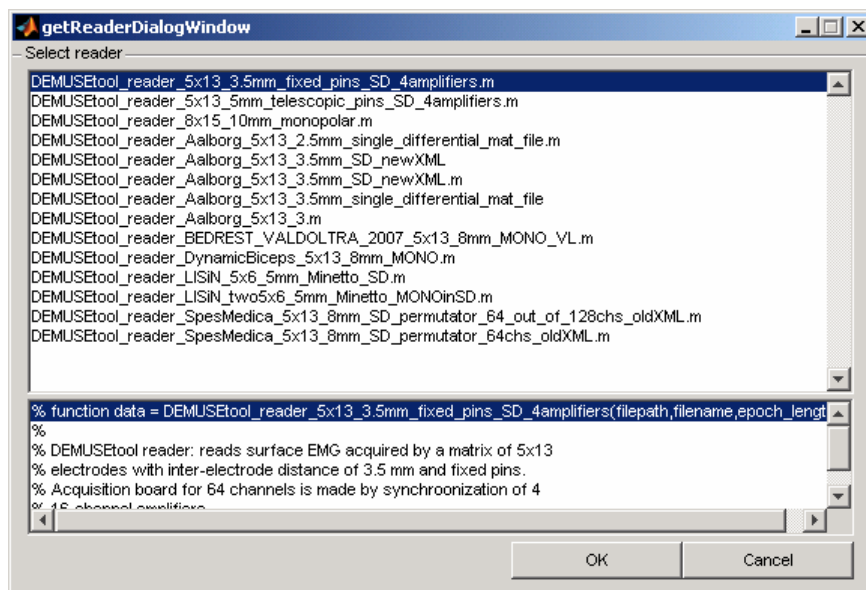 getReaderDialogWindow
Select reader
DEMUSEtool_reader_5x13_3.5mm_fixed_pins_SD_4amplifiers.m
DEMUSEtool_reader_5x13_5mm_telescopic_pins_SD_4amplifiers.m
DEMUSEtool_reader_8x15_10mm_monopolar.m
DEMUSEtool_reader_Aalborg_5x13_2.5mm_single_differential_mat_file.m
DEMUSEtool_reader_Aalborg_5x13_3.5mm_SD_newXML
DEMUSEtool_reader_Aalborg_5x13_3.5mm_SD_newXML.m
DEMUSEtool_reader_Aalborg_5x13_3.5mm_single_differential_mat_file
DEMUSEtool_reader_Aalborg_5x13_3.m
DEMUSEtool_reader_BEDREST_VALDOLTRA_2007_5x13_8mm_MONO_VL.m
DEMUSEtool_reader_DynamicBiceps_5x13_8mm_MONO.m
DEMUSEtool_reader_LISiN_5x6_5mm_Minetto_SD.m
DEMUSEtool_reader_LISiN_two5x6_5mm_Minetto_MONOinSD.m
DEMUSEtool_reader_SpesMedica_5x13_8mm_SD_permutator_64_out_of_128chs_oldXML.m
DEMUSEtool_reader_SpesMedica_5x13_8mm_SD_permutator_64chs_oldXML.m
% function data = DEMUSEtool_reader_5x13_3.5mm_fixed_pins_SD_4amplifiers(filepath,filename,epoch_lengt
%
% DEMUSEtool reader: reads surface EMG acquired by a matrix of 5x13
% electrodes with inter-electrode distance of 3.5 mm and fixed pins.
% Acquisition board for 64 channels is made by synchroonization of 4
% 16-channel amplifiers
OK Cancel